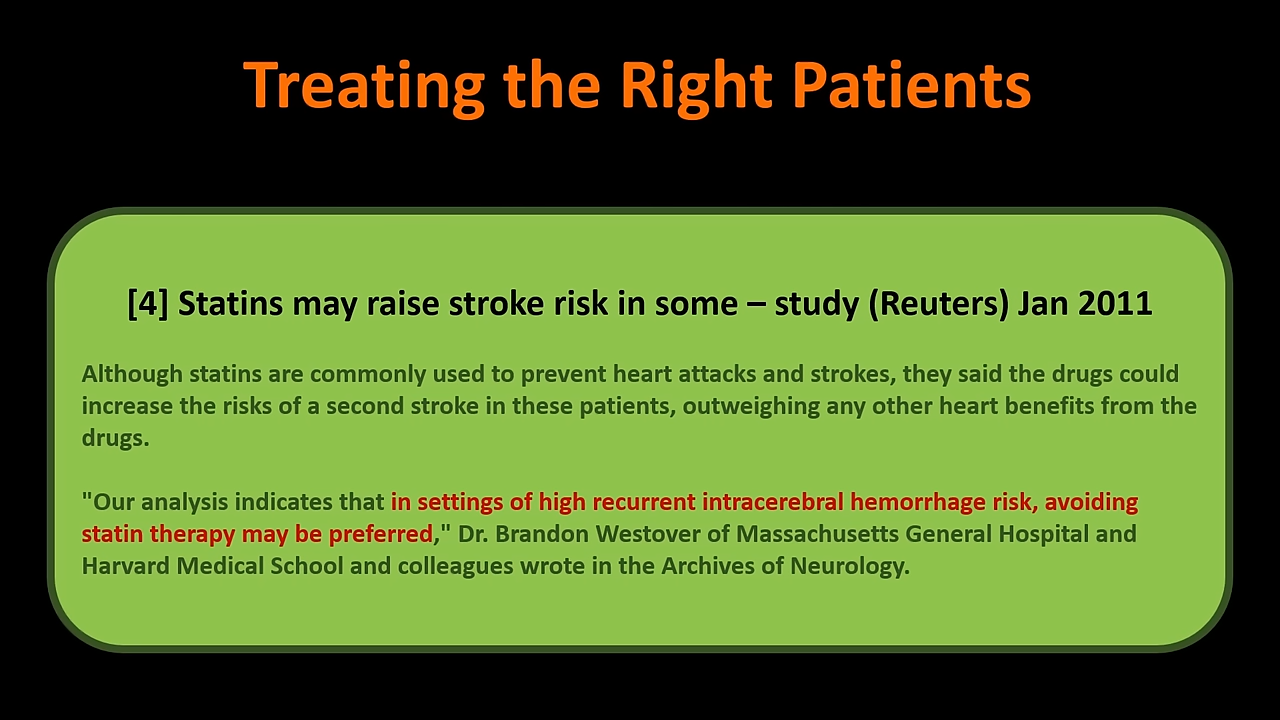 Treating the Right Patients
[4] Statins may raise stroke risk in some – study (Reuters) Jan 2011
Although statins are commonly used to prevent heart attacks and strokes, they said the drugs could
increase the risks of a second stroke in these patients, outweighing any other heart benefits from the
drugs.
"Our analysis indicates that in settings of high recurrent intracerebral hemorrhage risk, avoiding
statin therapy may be preferred," Dr. Brandon Westover of Massachusetts General Hospital and
Harvard Medical School and colleagues wrote in the Archives of Neurology.